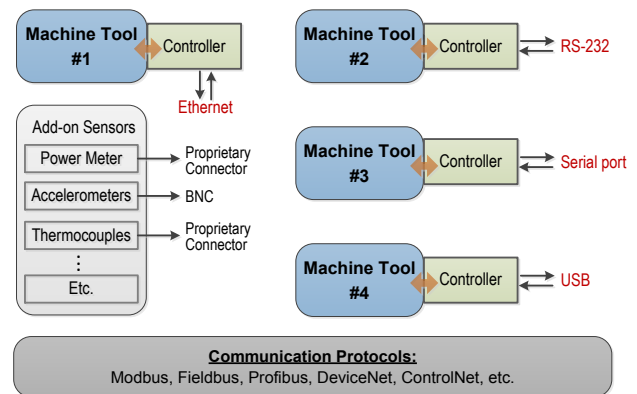 Machine Tool
#1
Controller
Ethernet
Machine Tool
#2
Controller
RS-232
Add-on Sensors
Power Meter
Proprietary
Connector
Accelerometers
BNC
Thermocouples
Proprietary
Connector
Etc.
Machine Tool
#3
Controller
Serial port
Machine Tool
#4
Controller
USB
Communication Protocols:
Modbus, Fieldbus, Profibus, DeviceNet, ControlNet, etc.